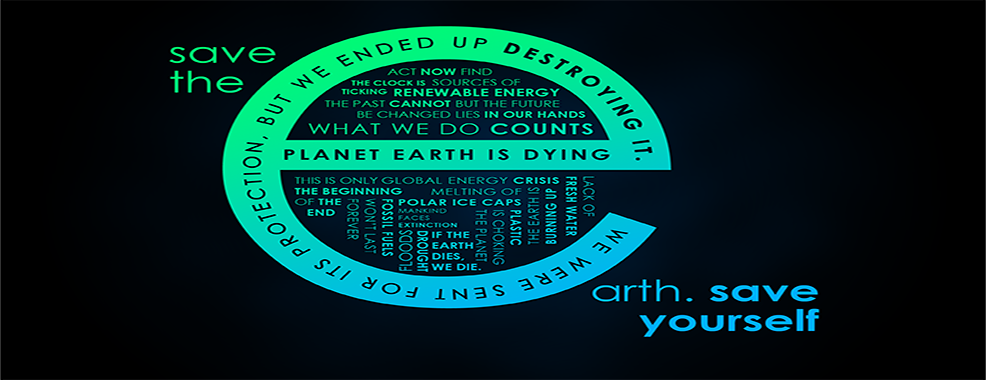 save
the
WE WERE SENT FOR ITS PROTECTION, BUT WE ENDED UP DESTROYING IT.
ACT NOW FIND
THE CLOCK IS SOURCES OF
TICKING RENEWABLE ENERGY
THE PAST CANNOT BUT THE FUTURE
BE CHANGED LIES IN OUR HANDS
WHAT WE DO COUNTS
PLANET EARTH IS DYING
THIS IS ONLY GLOBAL ENERGY CRISIS
THE BEGINNING
OF THE
END
MELTING OF
POLAR ICE CAPS
FOSSIL FUELS
WON'T LAST
FOREVER
MANKIND
FACES
EXTINCTION
DROUGHT
FLOODS
IF THE
EARTH
DIES,
WE DIE.
PLASTIC
IS CHOKING
THE PLANET
THE EARTH IS
BURNING UP
LACK OF
FRESH WATER
arth. save
yourself